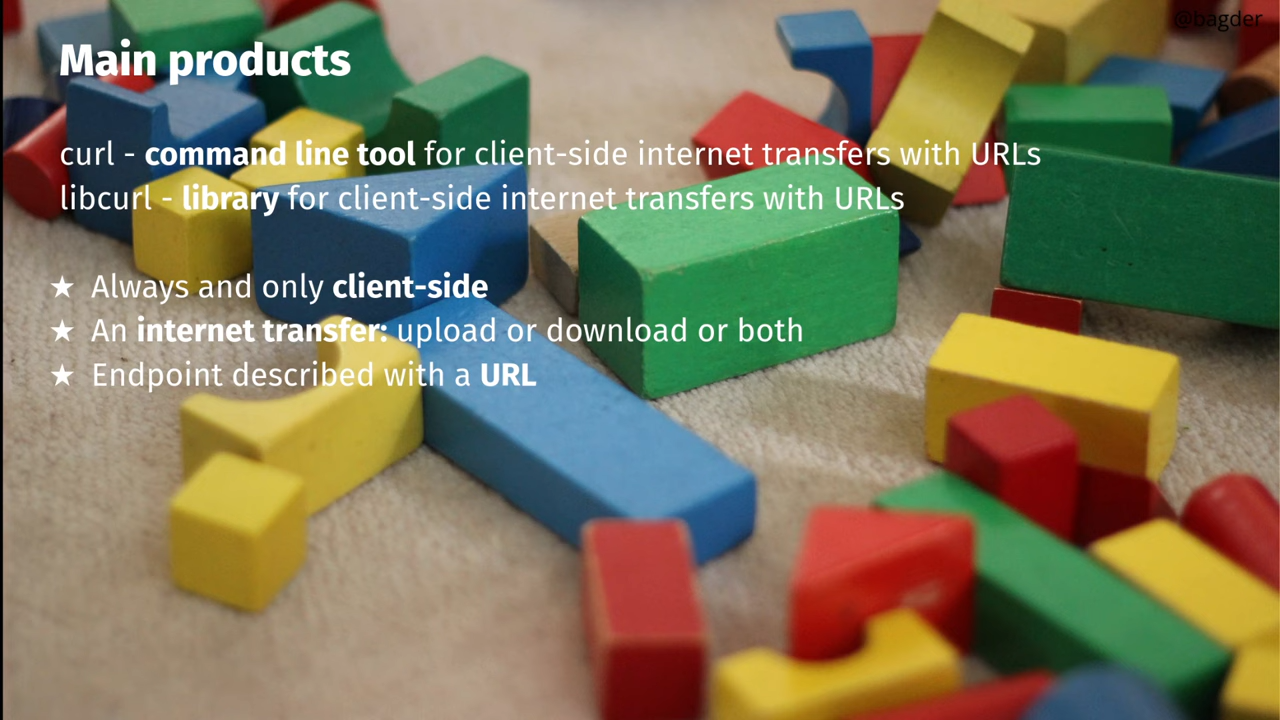 @bagder
Main products
curl - command line tool for client-side internet transfers with URLs
libcurl - library for client-side internet transfers with URLs
★ Always and only client-side
★ An internet transfer: upload or download or both
★ Endpoint described with a URL